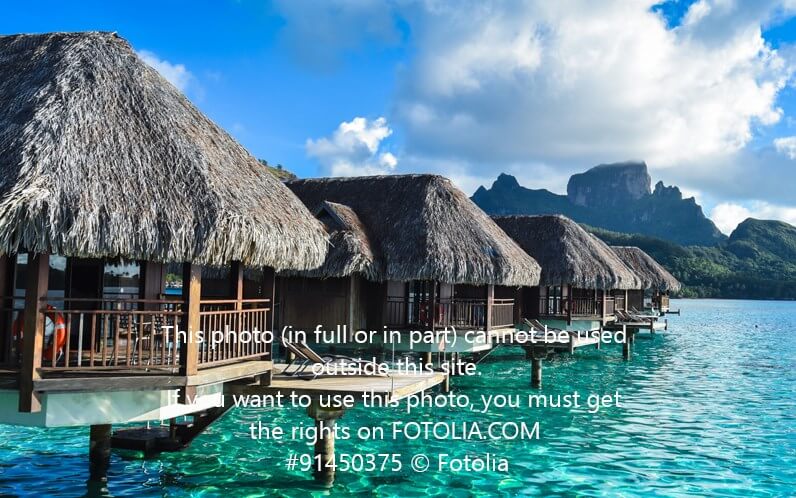 This photo (in full or in part) cannot be used
outside this site.
If you want to use this photo, you must get
the rights on FOTOLIA.COM
#91450375 © Fotolia